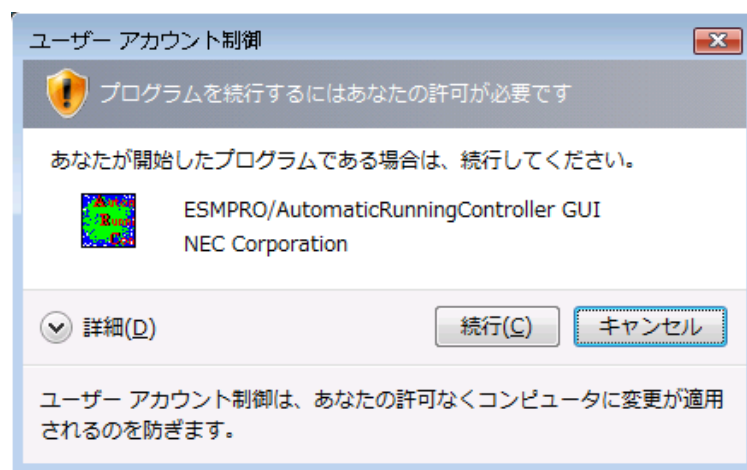 ユーザー アカウント制御
プログラムを続行するにはあなたの許可が必要です
あなたが開始したプログラムである場合は、続行してください。
ESMPRO/AutomaticRunningController GUI
NEC Corporation
詳細(D)
続行(C)
キャンセル
ユーザー アカウント制御は、あなたの許可なくコンピュータに変更が適用
されるのを防ぎます。